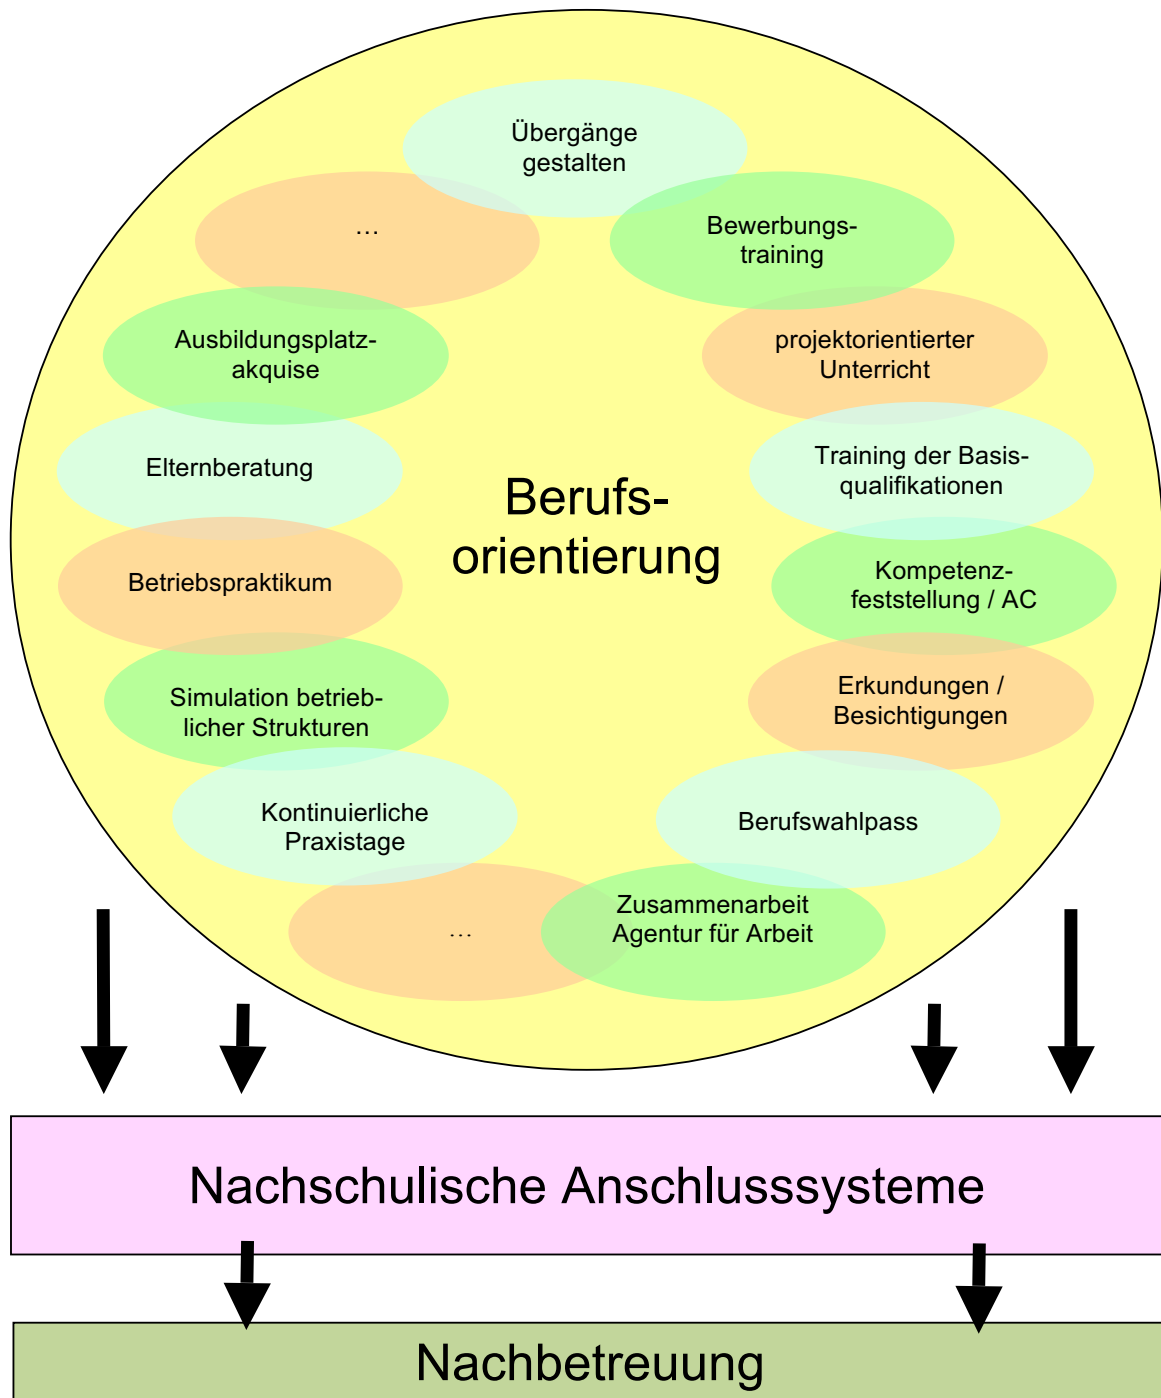 Übergänge
gestalten
Bewerbungs-
training
projektorientierter
Unterricht
Training der Basis-
qualifikationen
Kompetenz-
feststellung / AC
Erkundungen /
Besichtigungen
Berufswahlpass
Zusammenarbeit
Agentur für Arbeit
…
Kontinuierliche
Praxistage
Simulation betrieb-
licher Strukturen
Betriebspraktikum
Elternberatung
Ausbildungsplatz-
akquise
…
Berufs-
orientierung
Nachschulische Anschlusssysteme
Nachbetreuung